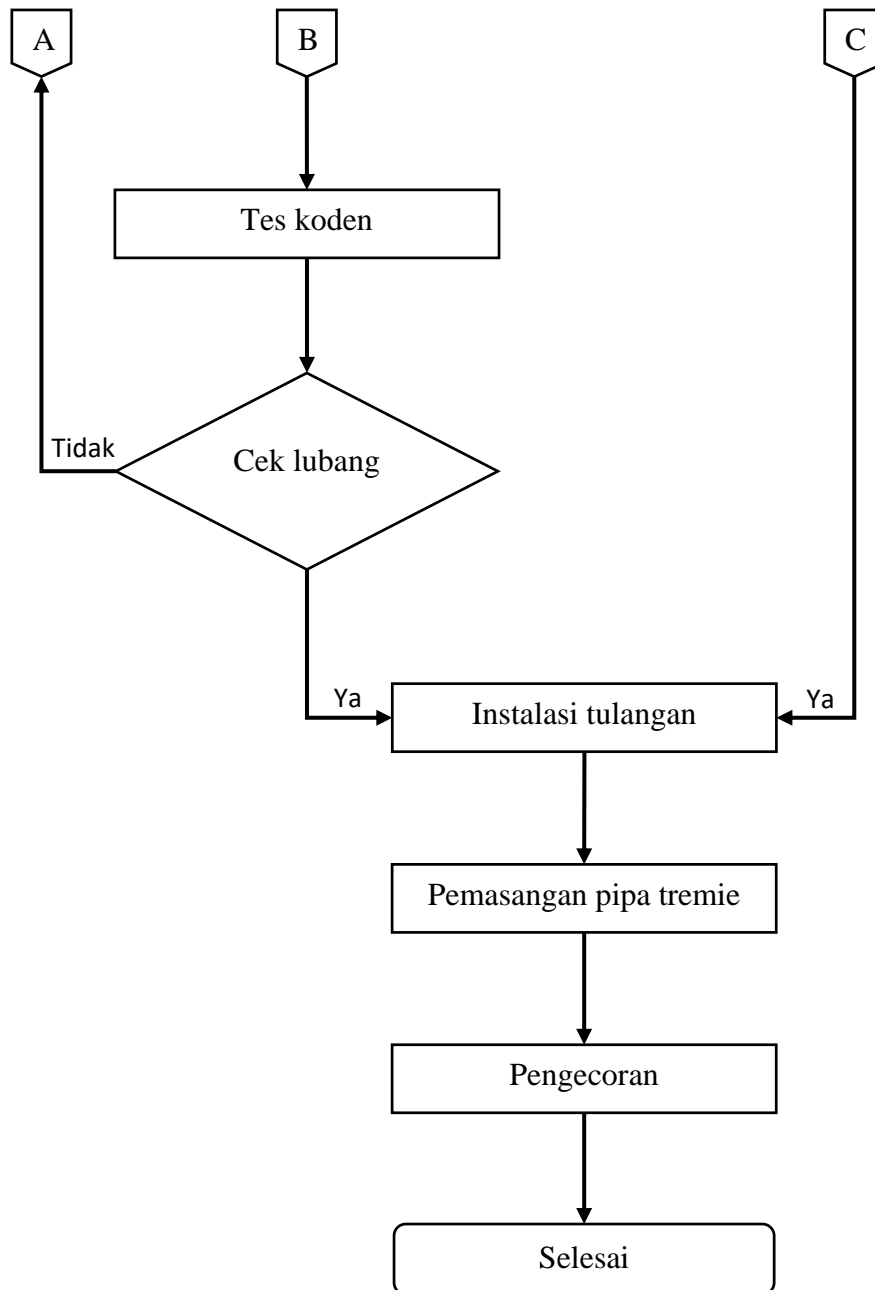 A
B
C
Tes koden
Tidak
Cek lubang
Ya
Instalasi tulangan
Ya
Pemasangan pipa tremie
Pengecoran
Selesai